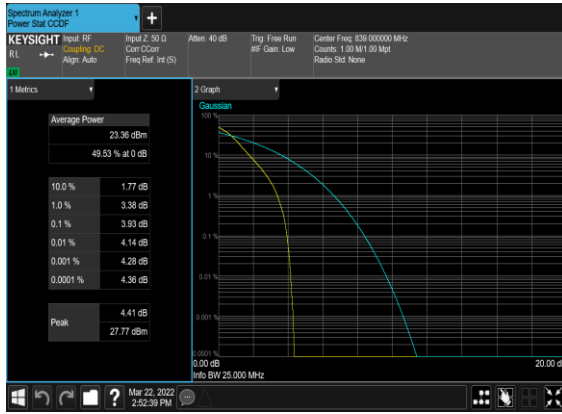 Spectrum Analyzer 1
Power Stat CCDF
+
KEYSIGHT
RL
LXI
Input: RF
Coupling: DC
Align: Auto
Input Z: 50 Ω
Corr CCorr
Freq Ref: Int (S)
Atten: 40 dB
Trig: Free Run
#IF Gain: Low
Center Freq: 839.000000 MHz
Counts: 1.00 M/1.00 Mpt
Radio Std: None
1 Metrics
Average Power
23.36 dBm
49.53 % at 0 dB
10.0 % 1.77 dB
1.0 % 3.38 dB
0.1 % 3.93 dB
0.01 % 4.14 dB
0.001 % 4.28 dB
0.0001 % 4.36 dB
Peak
4.41 dB
27.77 dBm
2 Graph
Gaussian
100 %
10 %
1 %
0.1 %
0.01 %
0.001 %
0.0001 %
0.00 dB
20.00 d
Info BW 25.000 MHz
?
Mar 22, 2022
2:52:39 PM